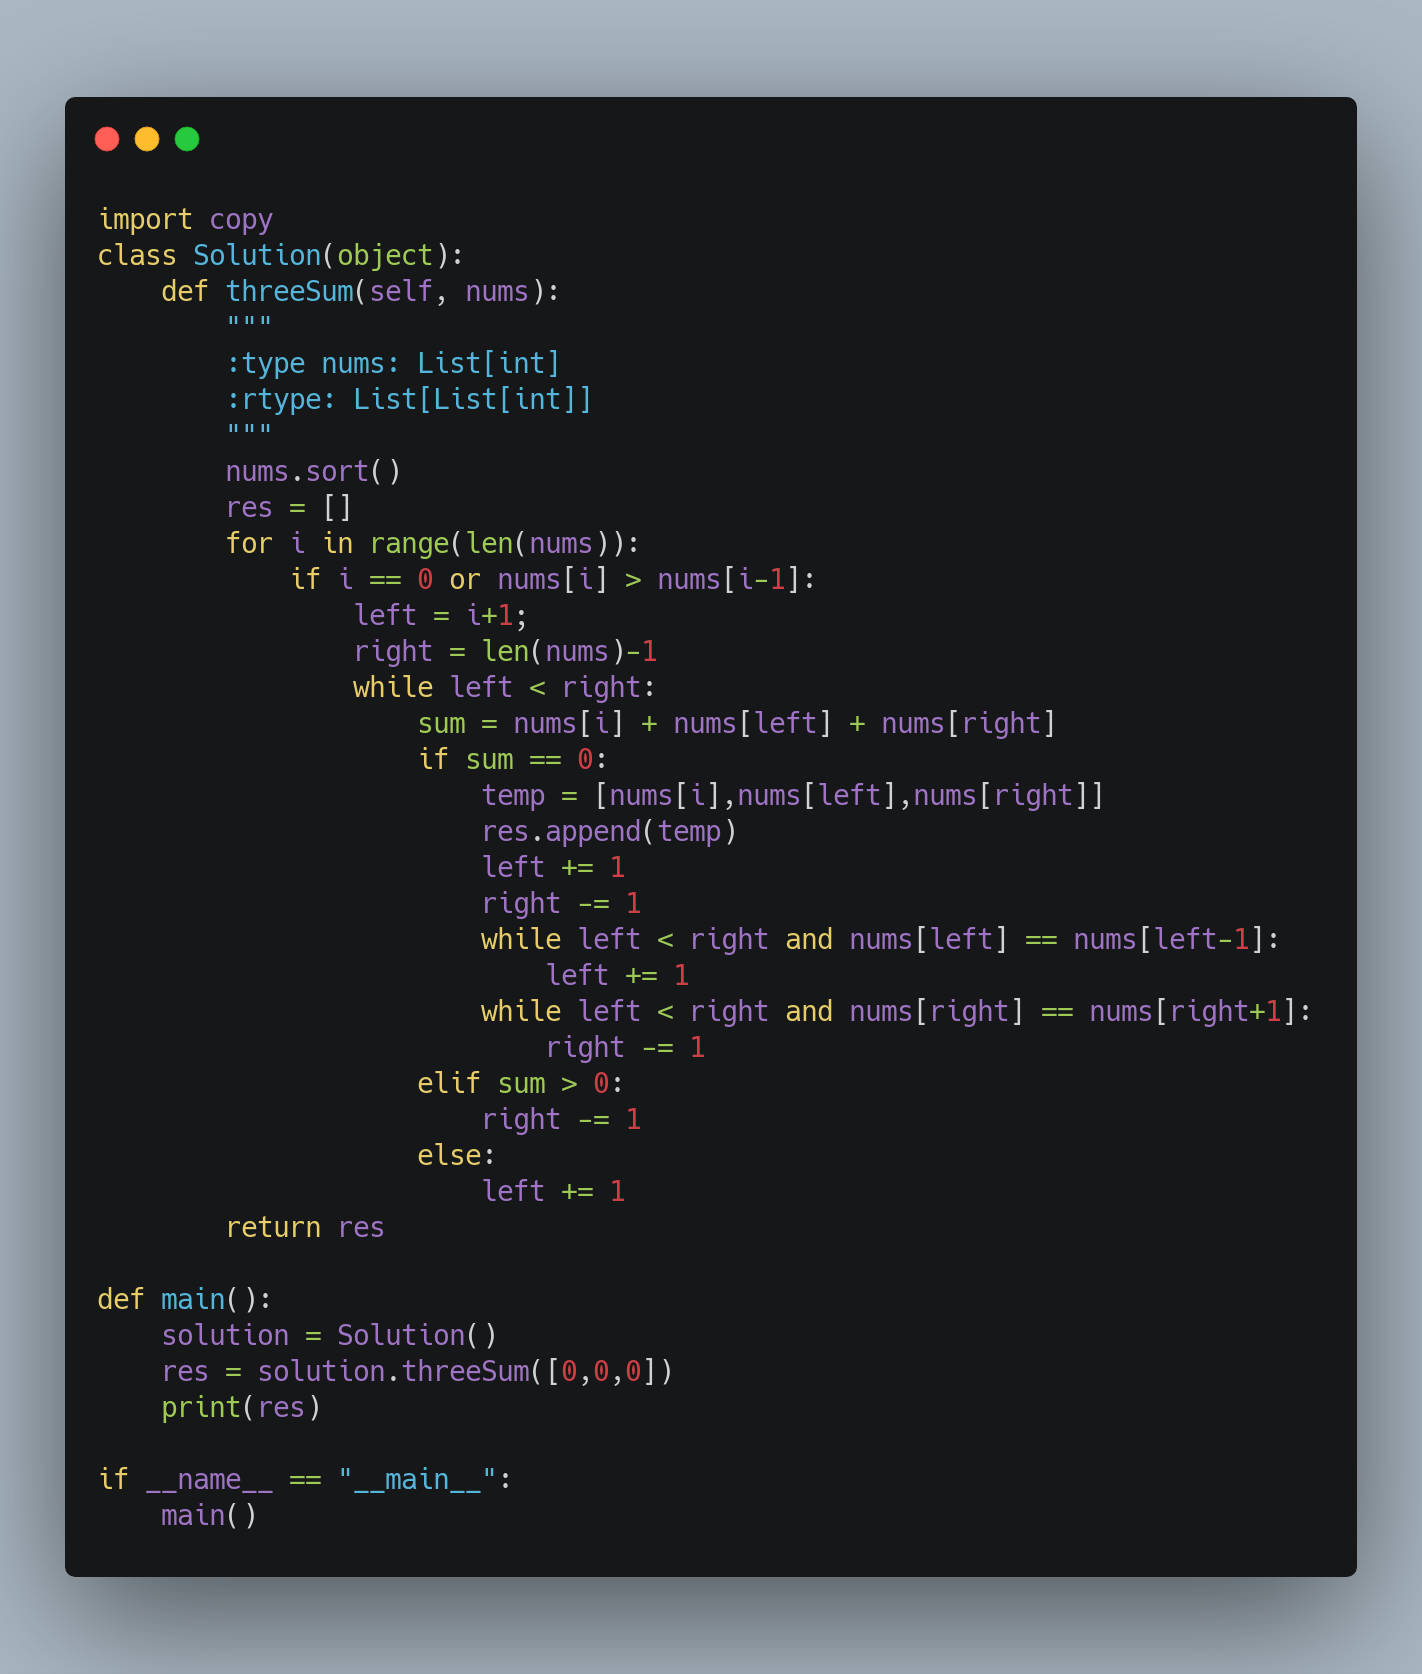 import copy
class Solution(object):
    def threeSum(self, nums):
        """
        :type nums: List[int]
        :rtype: List[List[int]]
        """
        nums.sort()
        res = []
        for i in range(len(nums)):
            if i == 0 or nums[i] > nums[i-1]:
                left = i+1;
                right = len(nums)-1
                while left < right:
                    sum = nums[i] + nums[left] + nums[right]
                    if sum == 0:
                        temp = [nums[i],nums[left],nums[right]]
                        res.append(temp)
                        left += 1
                        right -= 1
                        while left < right and nums[left] == nums[left-1]:
                            left += 1
                        while left < right and nums[right] == nums[right+1]:
                            right -= 1
                    elif sum > 0:
                        right -= 1
                    else:
                        left += 1
        return res

def main():
    solution = Solution()
    res = solution.threeSum([0,0,0])
    print(res)

if __name__ == "__main__":
    main()